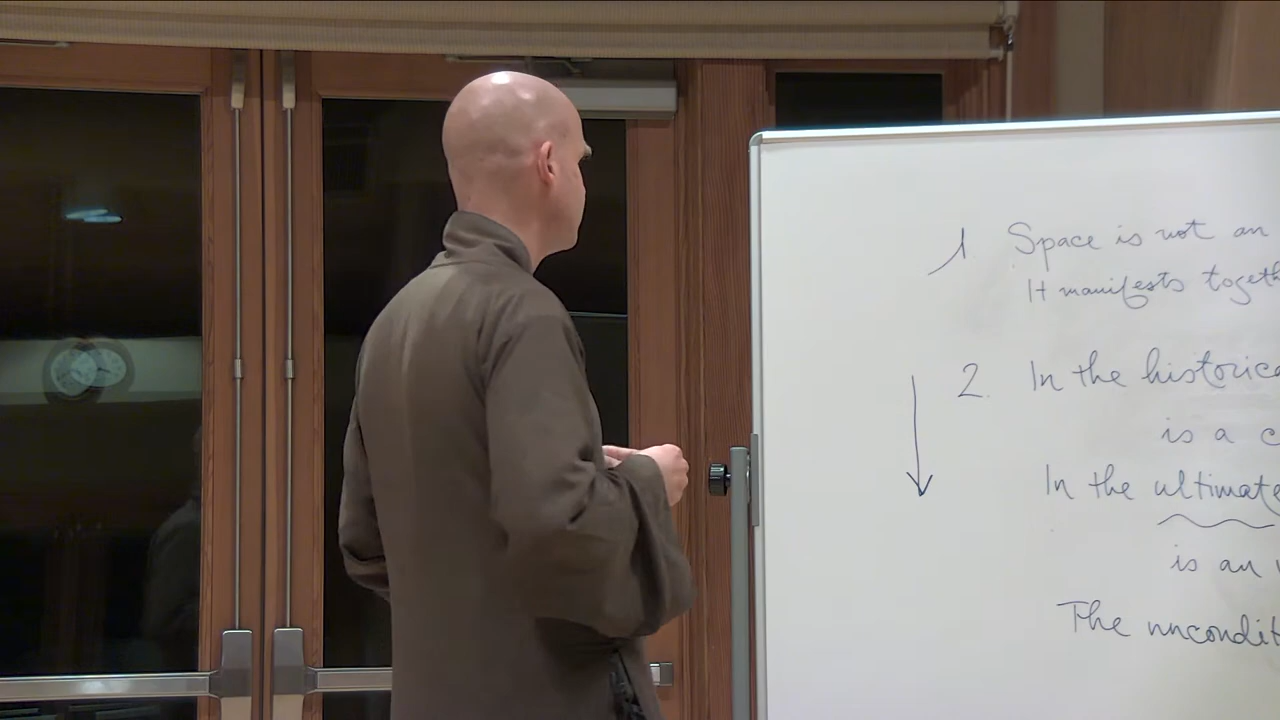 1. Space is not an
It manifests togeth
2. In the historica
is a c
In the ultimate
is an
The uncondit